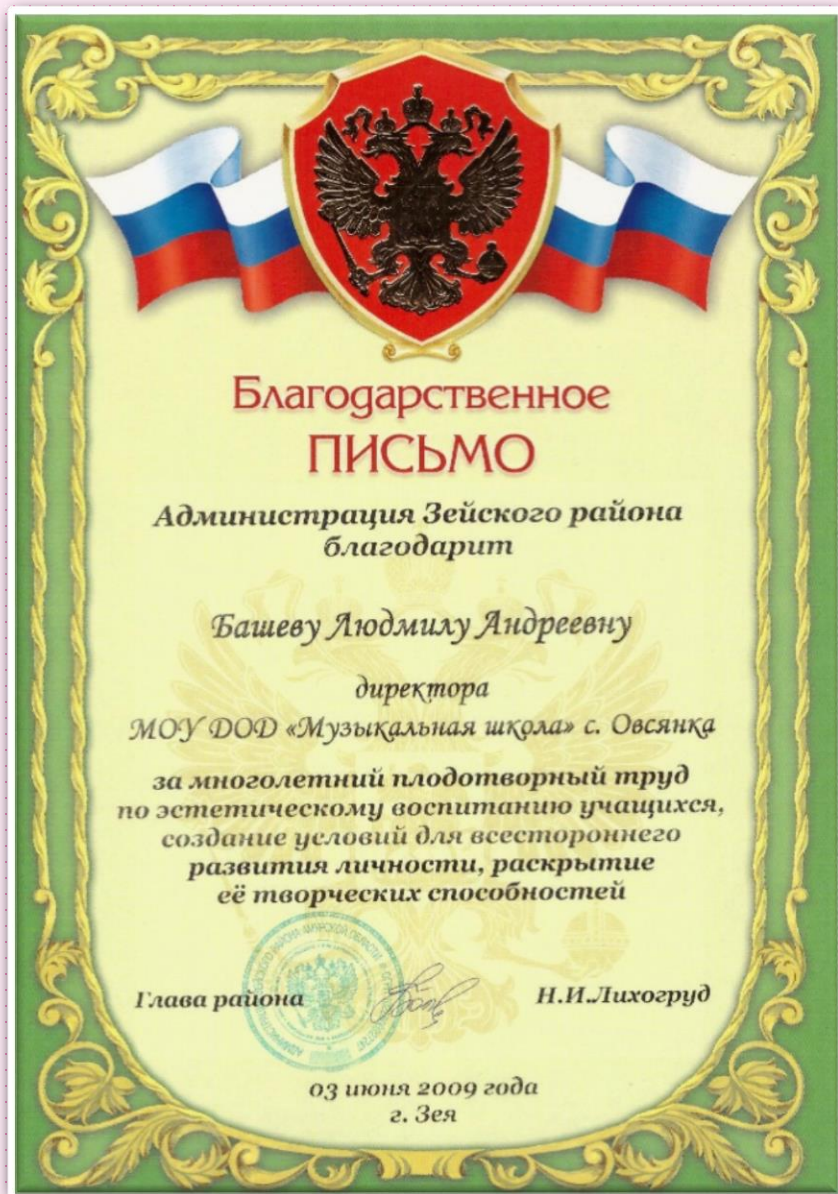 Благодарственное
ПИСЬМО
Администрация Зейского района
благодарит
Башеву Людмилу Андреевну
директора
МОУ ДОД «Музыкальная школа» с. Овсянка
за многолетний плодотворный труд
по эстетическому воспитанию учащихся,
создание условий для всестороннего
развития личности, раскрытие
её творческих способностей
Глава района Н.И.Лихогруд
03 июня 2009 года
г. Зея